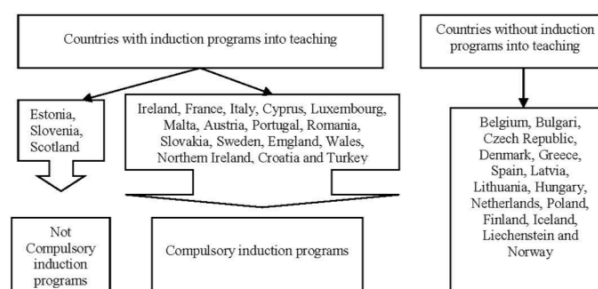 Countries with induction programs into teaching
Countries without induction
programs into teaching
Estonia,
Slovenia,
Scotland
Ireland, France, Italy, Cyprus, Luxembourg,
Malta, Austria, Portugal, Romania,
Slovakia, Sweden, Emgland, Wales,
Northern Ireland, Croatia and Turkey
Belgium, Bulgari,
Czech Republic,
Denmark, Greece,
Spain, Latvia,
Lithuania, Hungary,
Netherlands, Poland,
Finland, Iceland,
Liechenstein and
Norway
Not
Compulsory
induction
programs
Compulsory induction programs